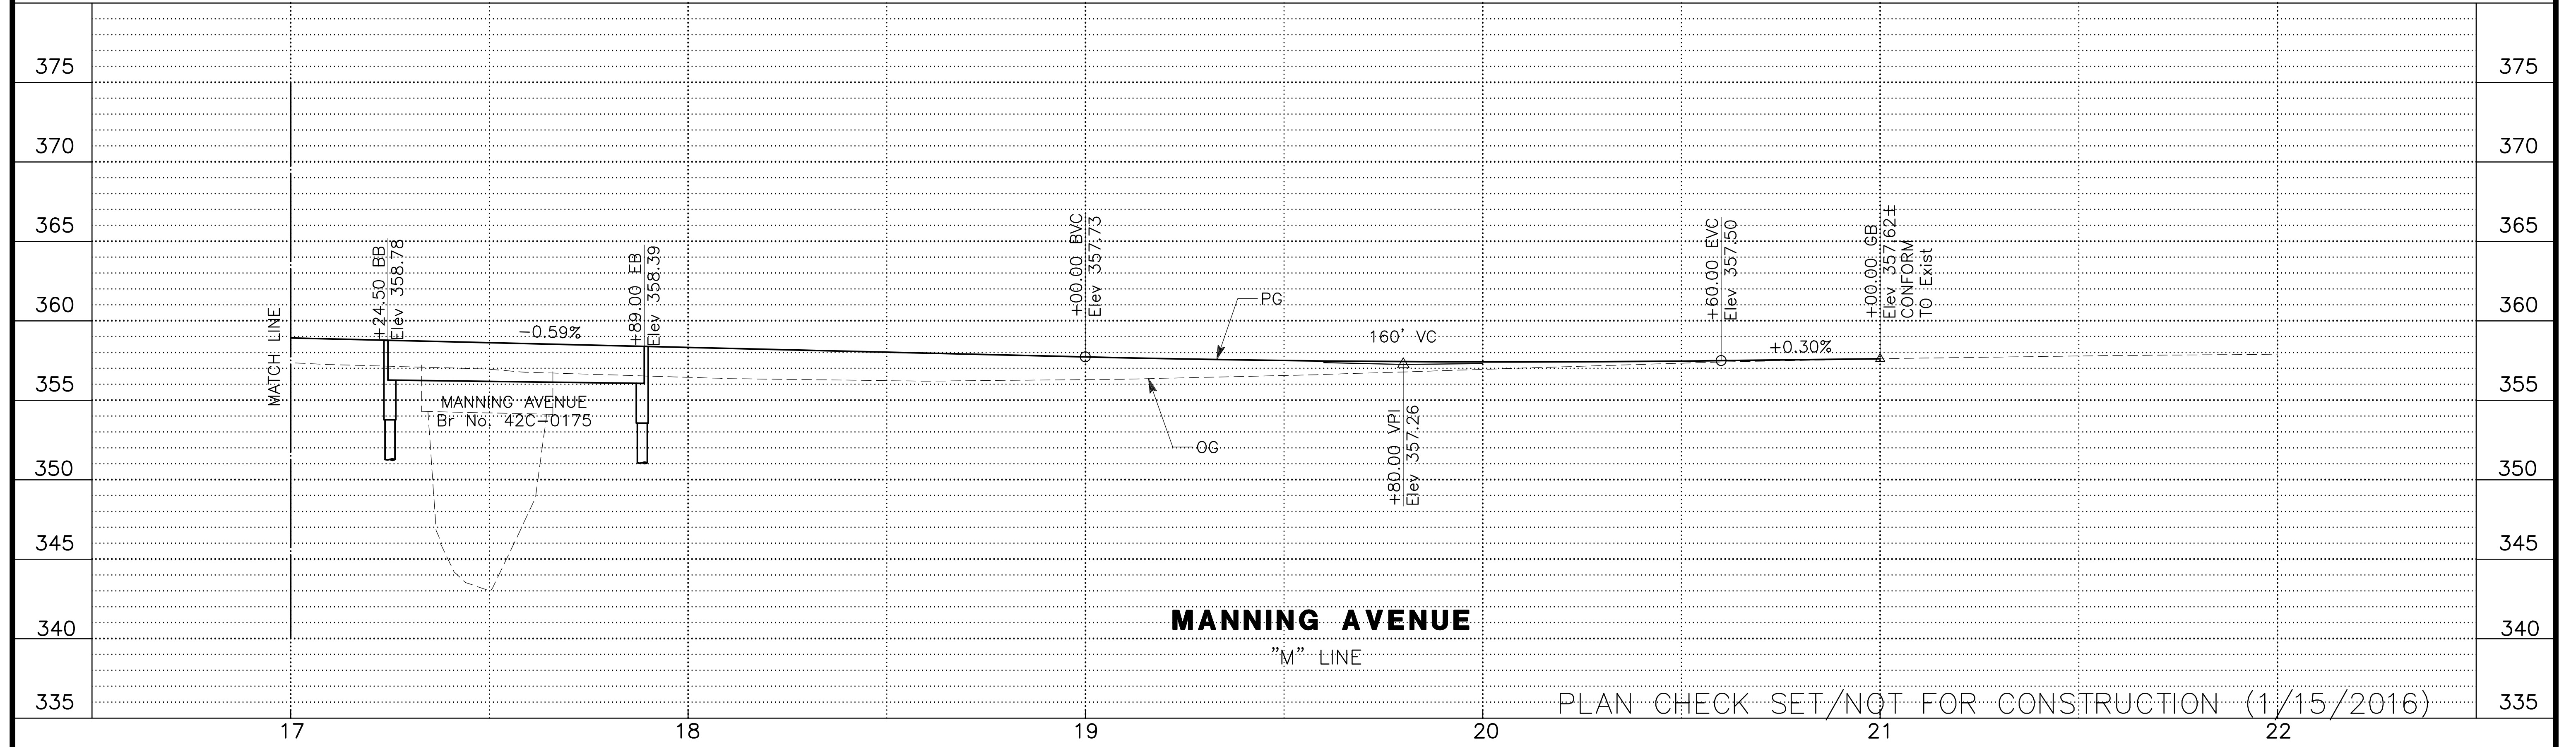 375
375
370
370
365
365
360
360
355
355
350
350
345
345
340
340
335
335
MATCH LINE
+24.50 BB
Elev 358.78
-0.59%
+89.00 EB
Elev 358.39
MANNING AVENUE
Br No. 42C-0175
+00.00 BVC
Elev 357.73
PG
OG
160' VC
+80.00 VPI
Elev 357.26
+60.00 EVC
Elev 357.50
+0.30%
+00.00 GB
Elev 357.62±
CONFORM
TO Exist
MANNING AVENUE
"M" LINE
PLAN CHECK SET/NOT FOR CONSTRUCTION (1/15/2016)
17
18
19
20
21
22